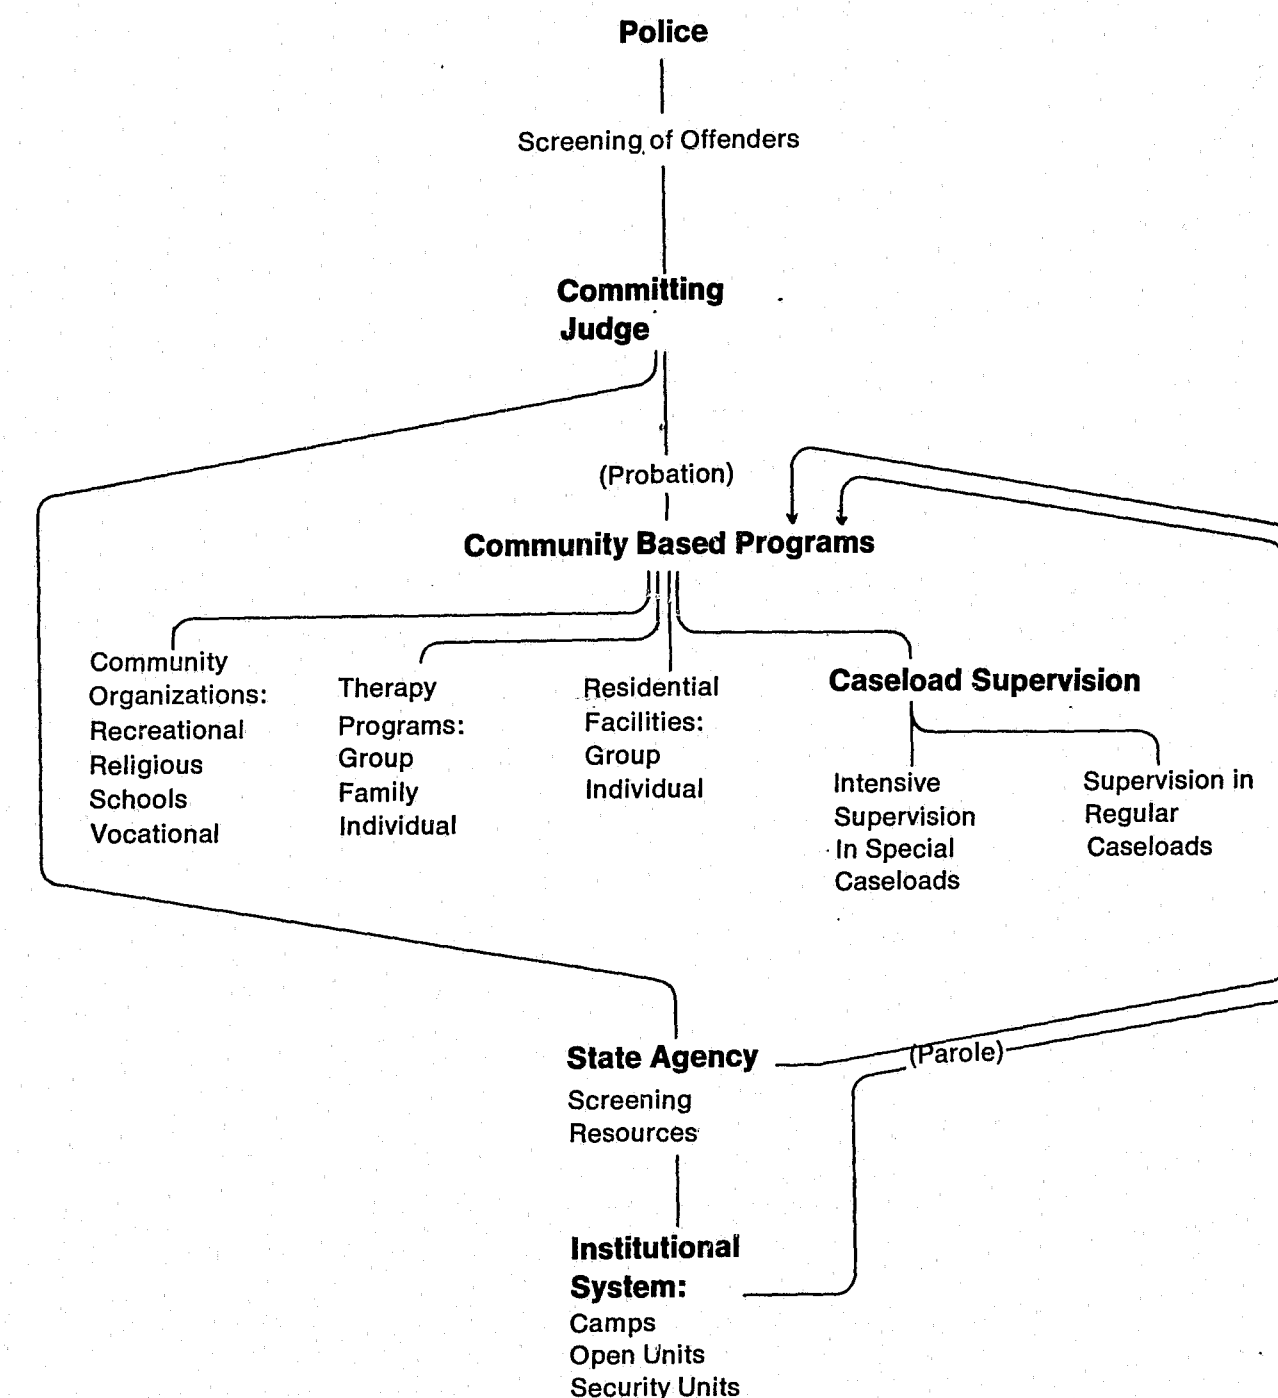 Police
Screening of Offenders
Committing
Judge
(Probation)
Community Based Programs
Community
Organizations:
Recreational
Religious
Schools
Vocational
Therapy
Programs:
Group
Family
Individual
Residential
Facilities:
Group
Individual
Caseload Supervision
Intensive
Supervision
In Special
Caseloads
Supervision in
Regular
Caseloads
State Agency
Screening
Resources
(Parole)
Institutional
System:
Camps
Open Units
Security Units